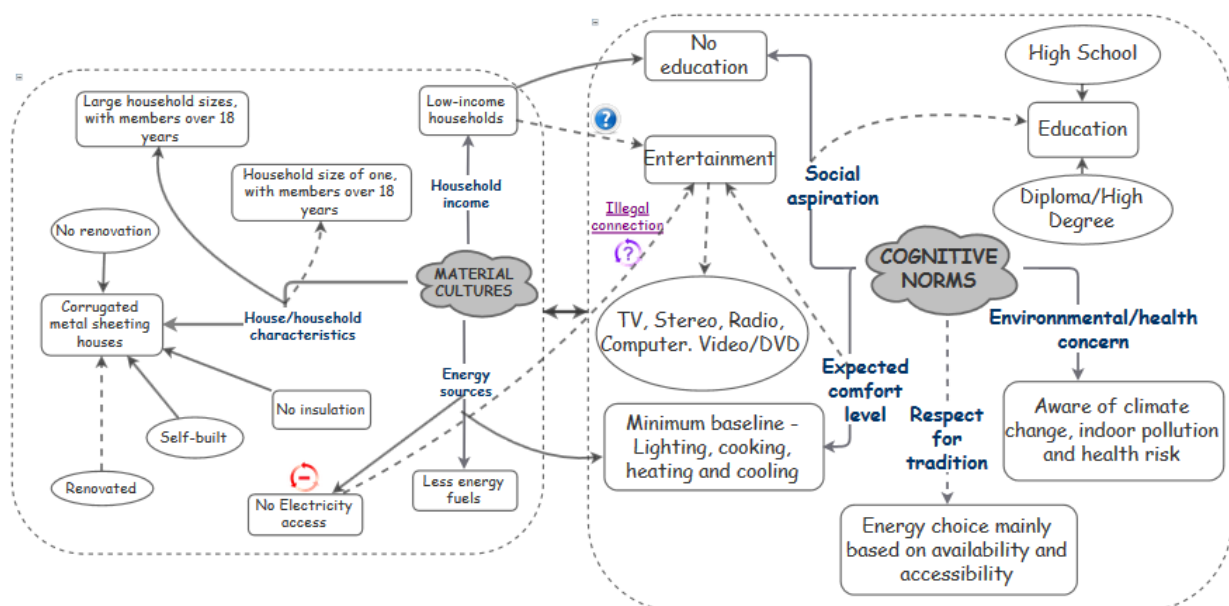 Large household sizes,
with members over 18
years
Low-income
households
Household size of one,
with members over 18
years
Household
income
No renovation
MATERIAL
CULTURES
Corrugated
metal sheeting
houses
House/household
characteristics
Energy
sources
No insulation
Self-built
Renovated
No Electricity
access
Less energy
fuels
No
education
High School
?
Entertainment
Education
Social
aspiration
Diploma/High
Degree
Illegal
connection
?
COGNITIVE
NORMS
TV, Stereo, Radio,
Computer. Video/DVD
Environnmental/health
concern
Expected
comfort
level
Minimum baseline -
Lighting, cooking,
heating and cooling
Respect
for
tradition
Aware of climate
change, indoor pollution
and health risk
Energy choice mainly
based on availability and
accessibility